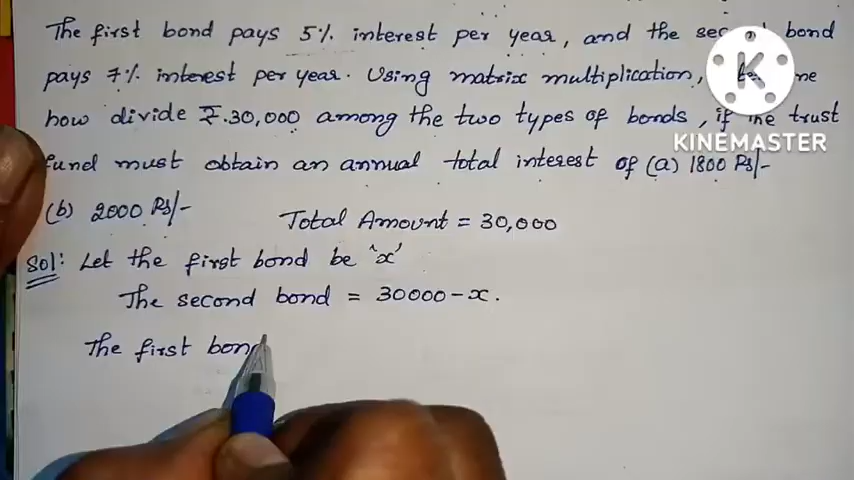 The first bond pays 5% interest per year, and the bond
pays 7% interest per year. Using matrix multiplication,
how divide ₹.30,000 among the two types of bonds, if the trust
fund must obtain an annual total interest of (a) 1800 Rs/-
(b) 2000 Rs/-
Total Amount = 30,000
Sol: Let the first bond be 'x'
The second bond = 30000 - x.
The first bond
K
KINEMASTER